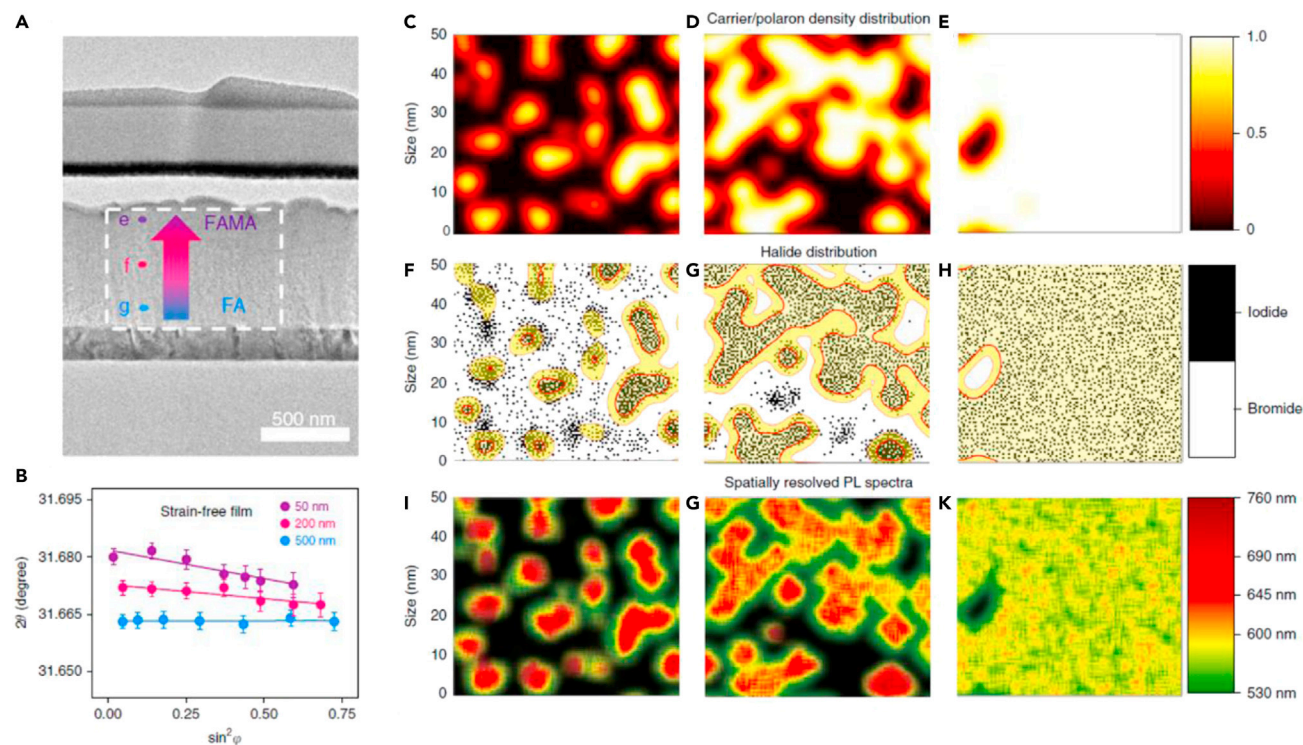 A
e
FAMA
f
g
FA
500 nm
B
31.695
31.680
31.665
31.650
2θ (degree)
Strain-free film
50 nm
200 nm
500 nm
0.00
0.25
0.50
0.75
sin²φ
Carrier/polaron density distribution
C
D
E
50
40
30
20
10
0
Size (nm)
1.0
0.5
0
Halide distribution
F
G
H
50
40
30
20
10
0
Size (nm)
Iodide
Bromide
Spatially resolved PL spectra
I
G
K
50
40
30
20
10
0
Size (nm)
760 nm
690 nm
645 nm
600 nm
530 nm